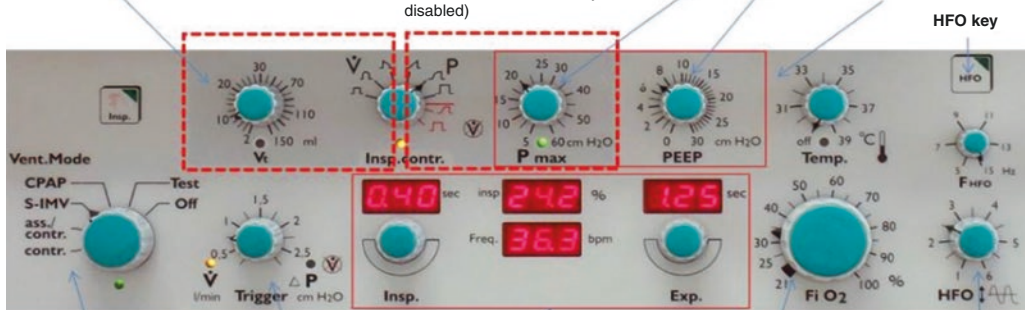 disabled)
HFO key
Insp.
10 20 30 70 110
2 150 ml
Vt
V̇ P
Insp.contr.
10 15 20 25 30 40 50
5 60 cm H2O
P max
4 6 8 10 15 20 25
0 30 cm H2O
PEEP
31 33 35 37
off 39 °C
Temp.
HFO
7 9 11 13
5 15 Hz
FHFO
Vent.Mode
CPAP Test
S-IMV Off
ass./
contr.
contr.
0.5 1 1.5 2 2.5
V̇ △ P
l/min Trigger cm H2O
0.40 sec
Insp.
insp 24.2 %
Freq. 36.3 bpm
1.25 sec
Exp.
21 25 30 40 50 60 70 80 90 100 %
Fi O2
1 2 3 4 5 6
HFO